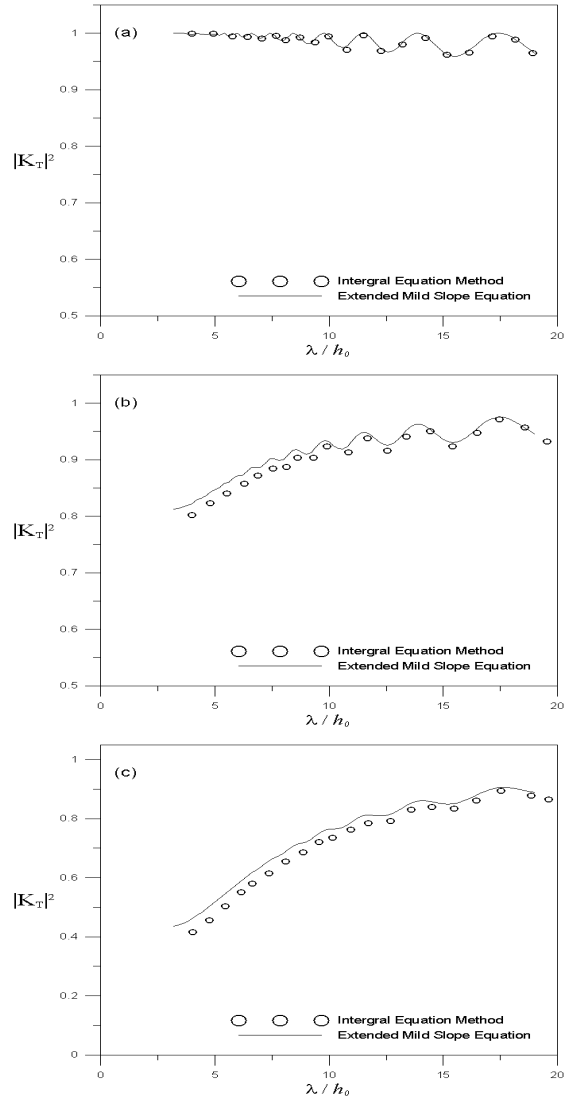 (a)
1
0.9
0.8
0.7
0.6
0.5
|K_T|²
Intergral Equation Method
Extended Mild Slope Equation
0 5 10 15 20
λ / h₀
(b)
1
0.9
0.8
0.7
0.6
0.5
|K_T|²
Intergral Equation Method
Extended Mild Slope Equation
0 5 10 15 20
λ / h₀
(c)
1
0.8
0.6
0.4
0.2
0
|K_T|²
Intergral Equation Method
Extended Mild Slope Equation
0 5 10 15 20
λ / h₀